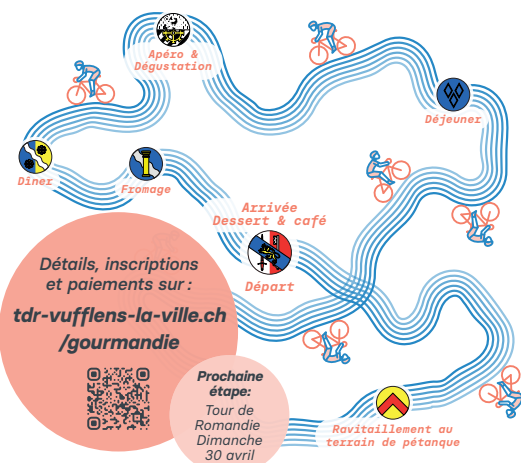 Apéro &
Dégustation
Déjeuner
Dîner
Fromage
Arrivée
Dessert & café
Départ
Détails, inscriptions
et paiements sur :
tdr-vufflens-la-ville.ch
/gourmandie
Prochaine
étape:
Tour de
Romandie
Dimanche
30 avril
Ravitaillement au
terrain de pétanque